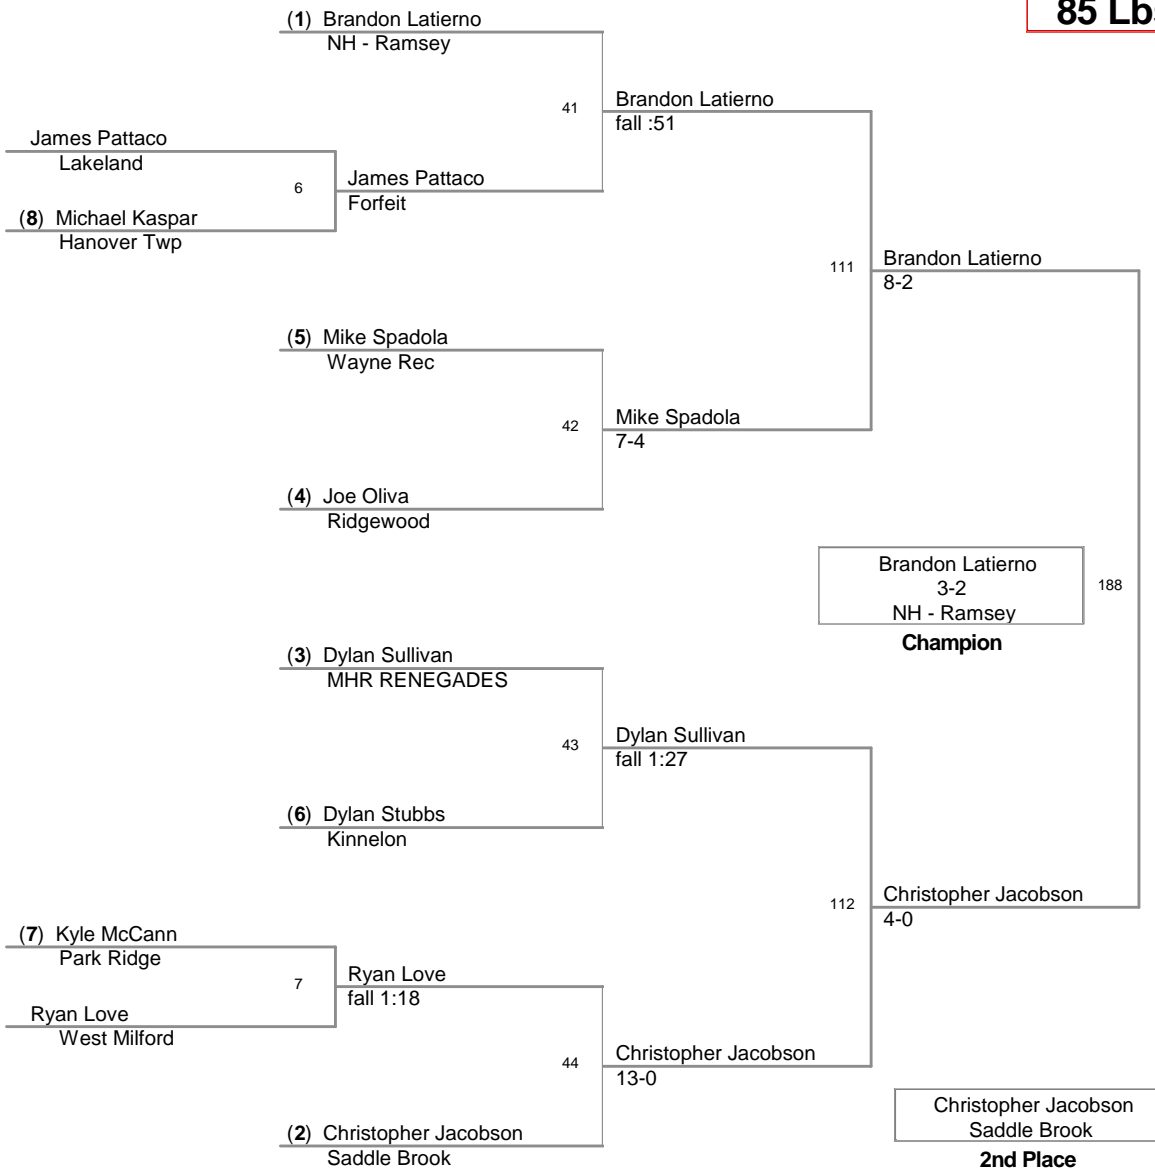 85 Lbs
(1) Brandon Latierno
NH - Ramsey
41
Brandon Latierno
fall :51
James Pattaco
Lakeland
6
James Pattaco
Forfeit
(8) Michael Kaspar
Hanover Twp
111
Brandon Latierno
8-2
(5) Mike Spadola
Wayne Rec
42
Mike Spadola
7-4
(4) Joe Oliva
Ridgewood
Brandon Latierno
3-2
NH - Ramsey
188
Champion
(3) Dylan Sullivan
MHR RENEGADES
43
Dylan Sullivan
fall 1:27
(6) Dylan Stubbs
Kinnelon
112
Christopher Jacobson
4-0
(7) Kyle McCann
Park Ridge
7
Ryan Love
fall 1:18
Ryan Love
West Milford
44
Christopher Jacobson
13-0
(2) Christopher Jacobson
Saddle Brook
Christopher Jacobson
Saddle Brook
2nd Place